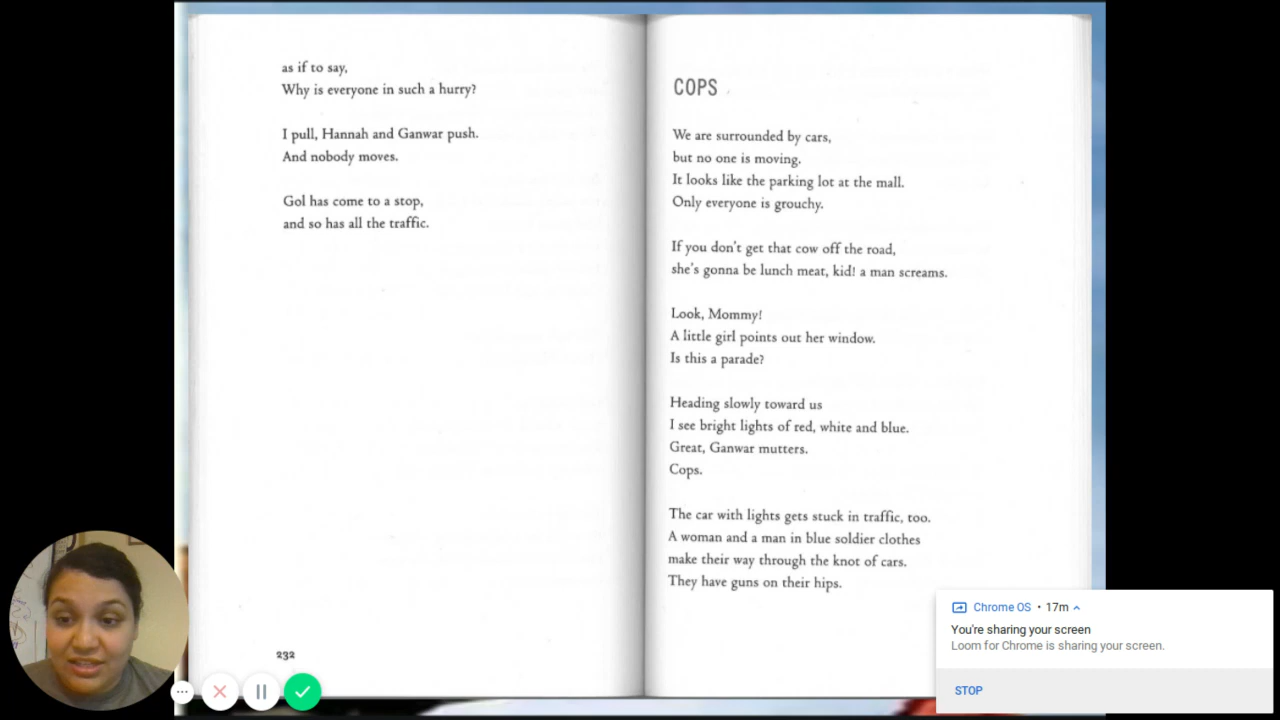 as if to say,
Why is everyone in such a hurry?
I pull, Hannah and Ganwar push.
And nobody moves.
Gol has come to a stop,
and so has all the traffic.
232
COPS
We are surrounded by cars,
but no one is moving.
It looks like the parking lot at the mall.
Only everyone is grouchy.
If you don't get that cow off the road,
she's gonna be lunch meat, kid! a man screams.
Look, Mommy!
A little girl points out her window.
Is this a parade?
Heading slowly toward us
I see bright lights of red, white and blue.
Great, Ganwar mutters.
Cops.
The car with lights gets stuck in traffic, too.
A woman and a man in blue soldier clothes
make their way through the knot of cars.
They have guns on their hips.
Chrome OS • 17m
You're sharing your screen
Loom for Chrome is sharing your screen.
STOP